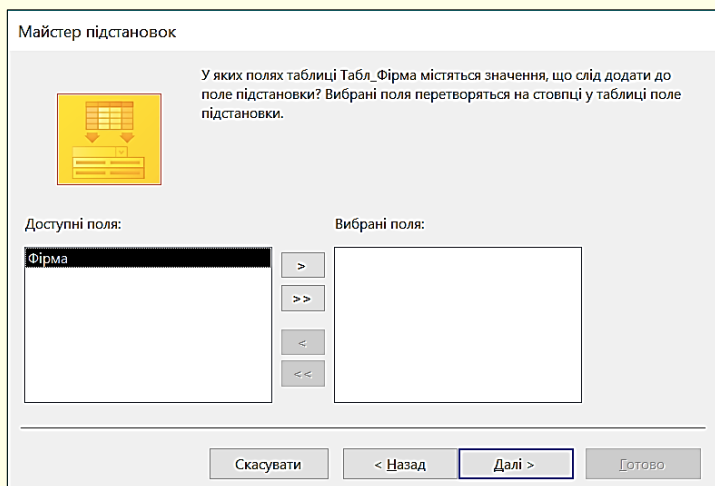 Майстер підстановок
У яких полях таблиці Табл_Фірма містяться значення, що слід додати до
поле підстановки? Вибрані поля перетворяться на стовпці у таблиці поле
підстановки.
Доступні поля:
Вибрані поля:
Фірма
>
>>
<
<<
Скасувати
< Назад
Далі >
Готово